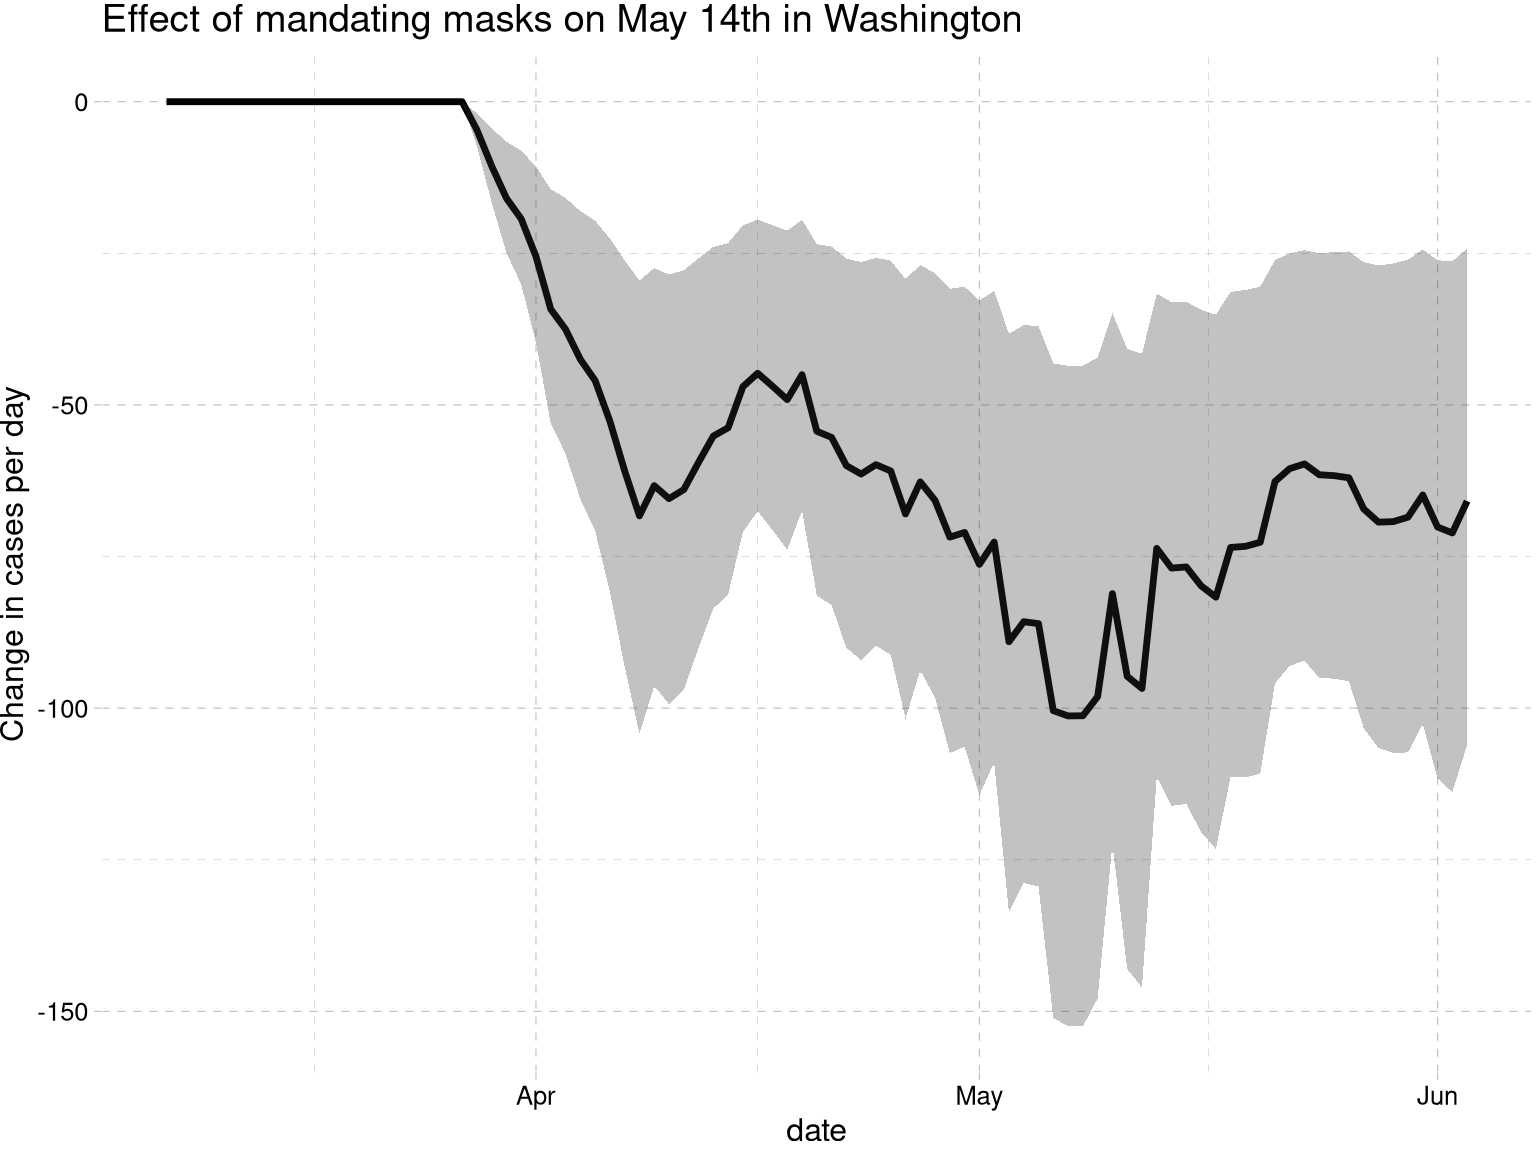 Effect of mandating masks on May 14th in Washington
Change in cases per day
0
-50
-100
-150
Apr
May
Jun
date